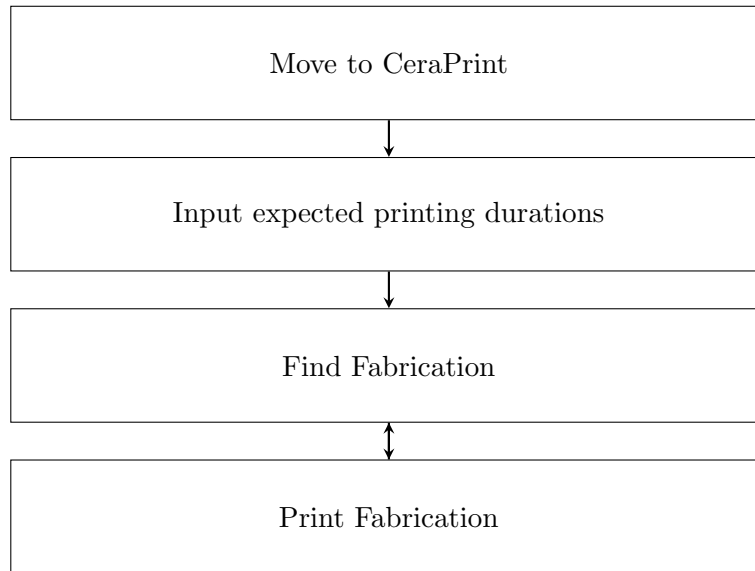 Move to CeraPrint
Input expected printing durations
Find Fabrication
Print Fabrication